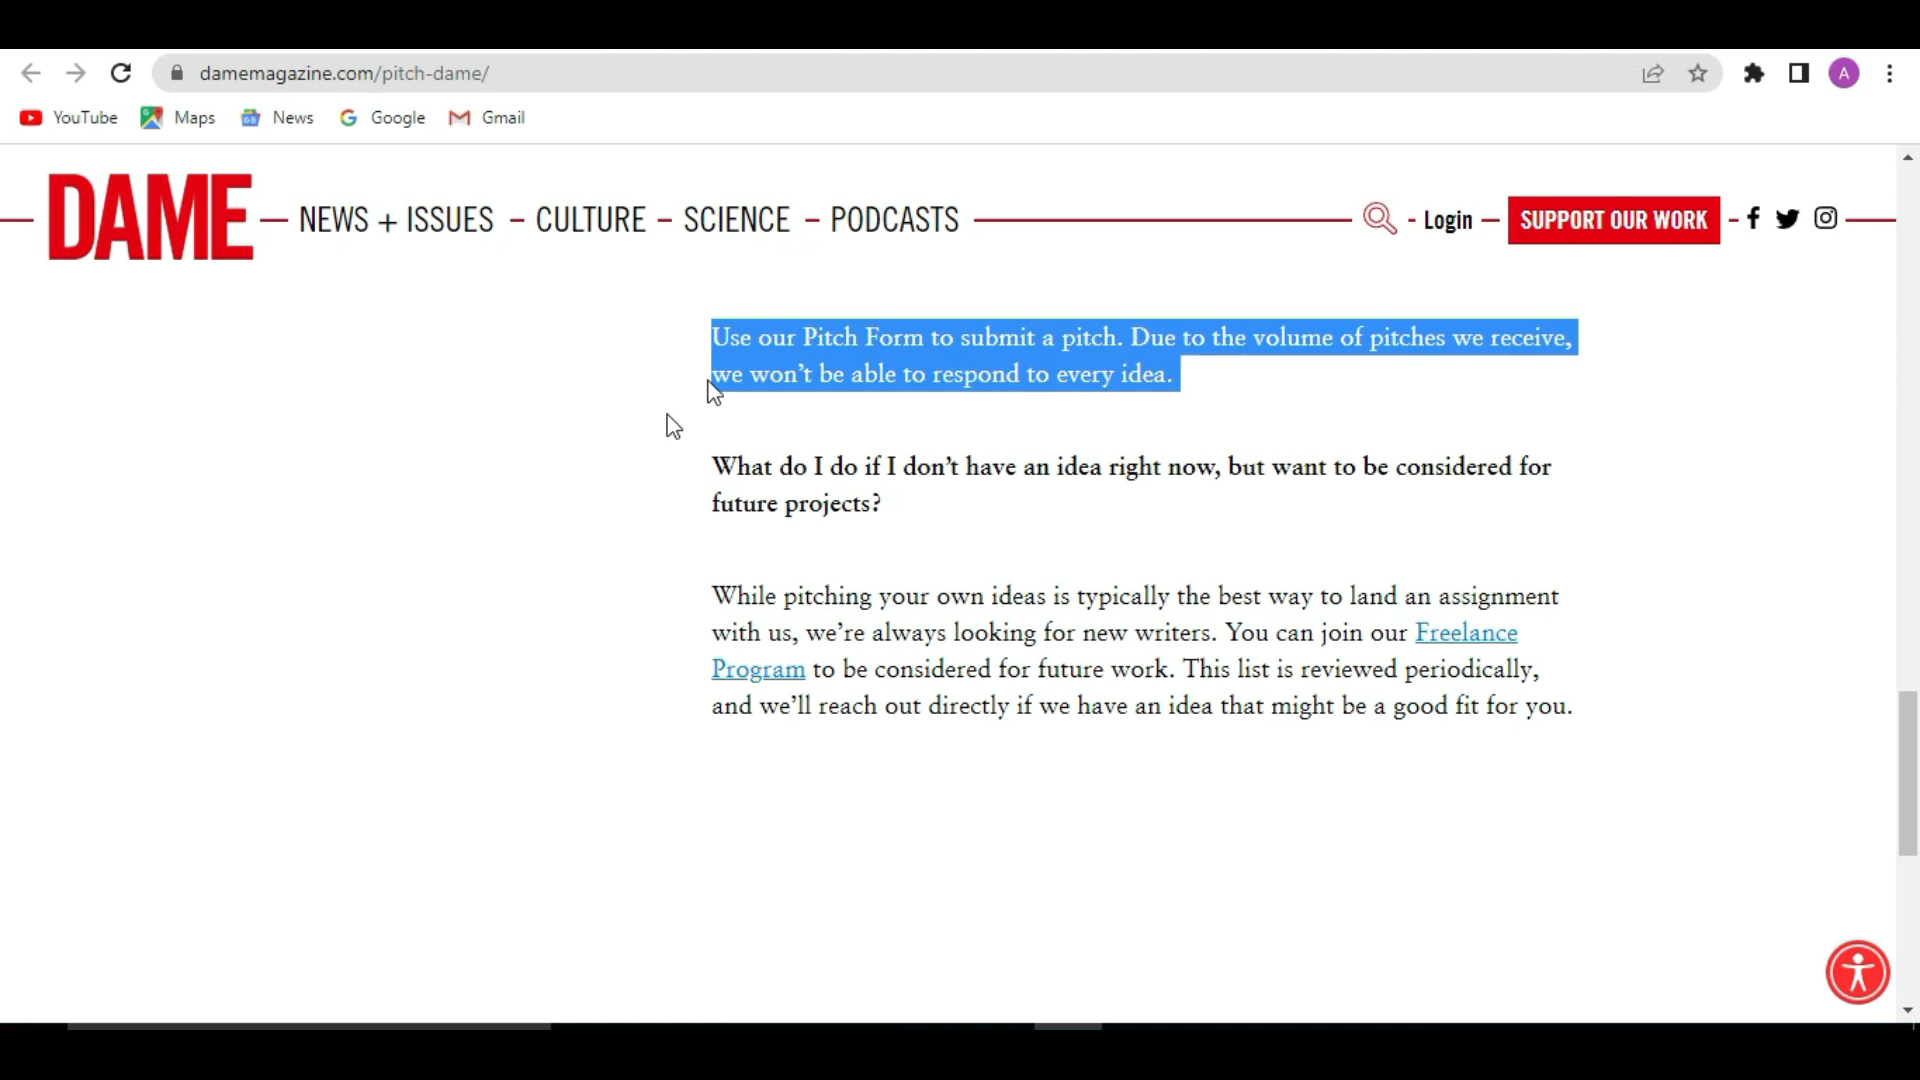 damemagazine.com/pitch-dame/
A
YouTube Maps News Google Gmail
DAME NEWS + ISSUES – CULTURE – SCIENCE – PODCASTS - Login – SUPPORT OUR WORK
Use our Pitch Form to submit a pitch. Due to the volume of pitches we receive,
we won’t be able to respond to every idea.
What do I do if I don’t have an idea right now, but want to be considered for
future projects?
While pitching your own ideas is typically the best way to land an assignment
with us, we’re always looking for new writers. You can join our Freelance
Program to be considered for future work. This list is reviewed periodically,
and we’ll reach out directly if we have an idea that might be a good fit for you.